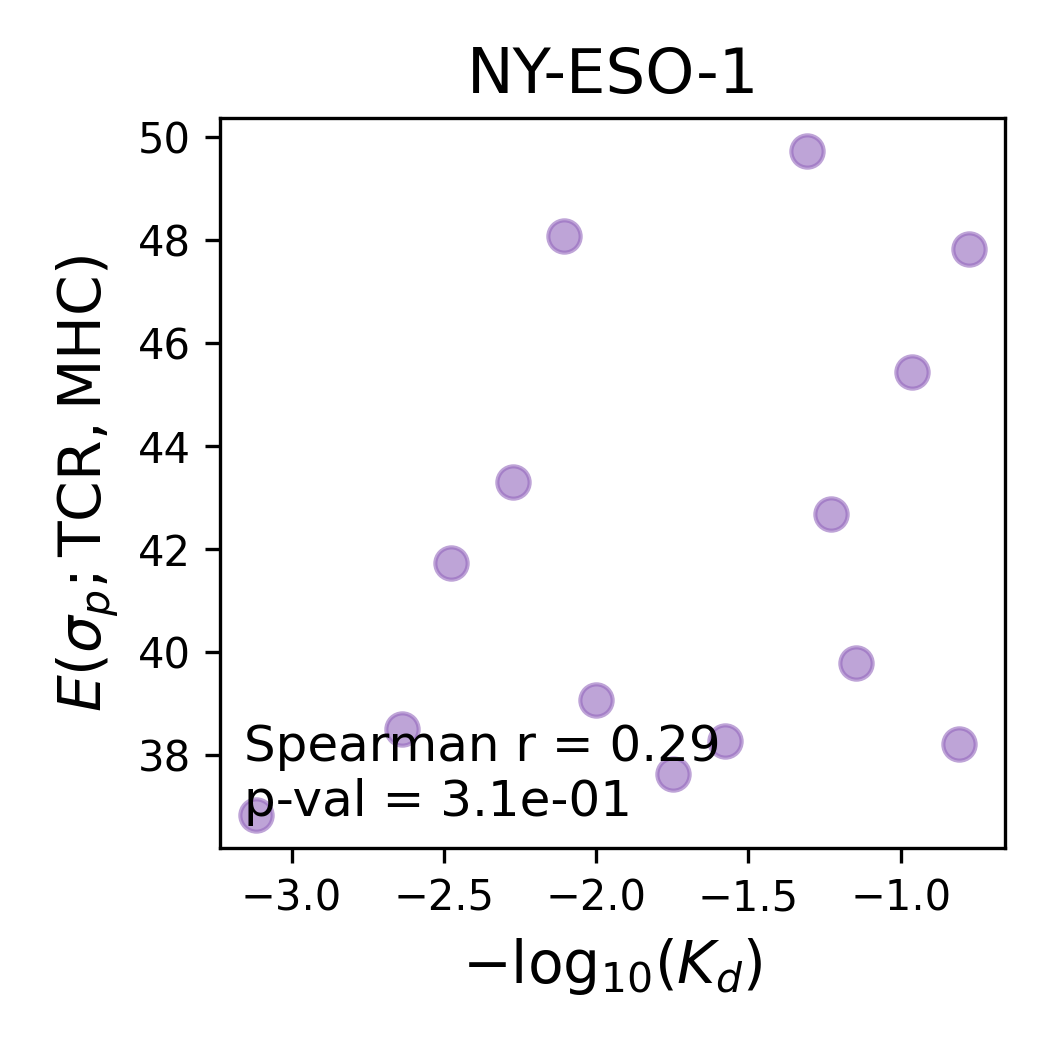 NY-ESO-1
50
48
46
44
42
40
38
E(σₚ; TCR, MHC)
Spearman r = 0.29
p-val = 3.1e-01
−3.0 −2.5 −2.0 −1.5 −1.0
−log₁₀(K_d)